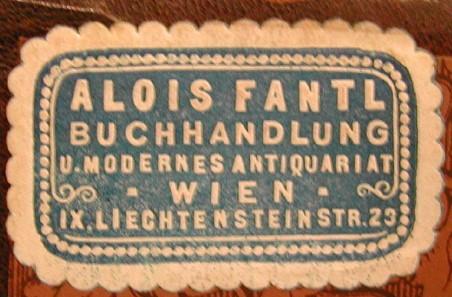 ALOIS FANTL
BUCHHANDLUNG
U. MODERNES ANTIQUARIAT
- WIEN -
IX. LIECHTENSTEINSTR. 23